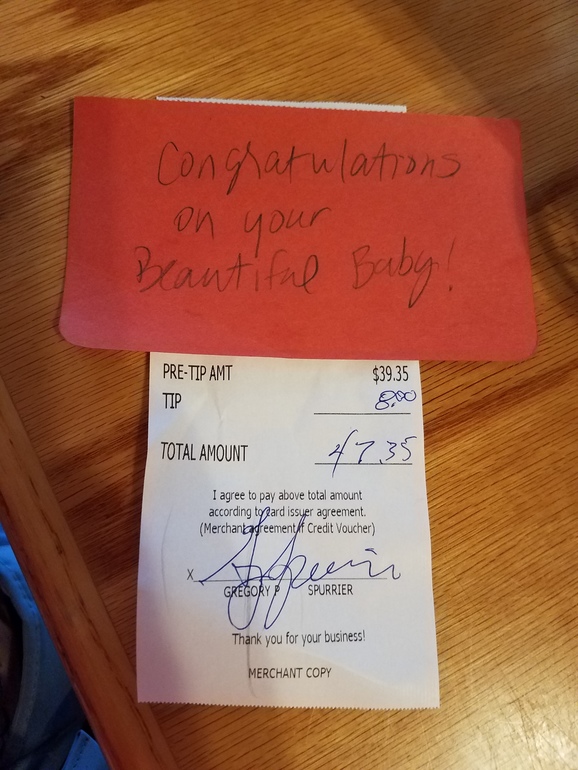 Congratulations
on your
Beautiful Baby!
PRE-TIP AMT $39.35
TIP 8.00
TOTAL AMOUNT 47.35
I agree to pay above total amount
according to card issuer agreement.
(Merchant agreement if Credit Voucher)
X
GREGORY P SPURRIER
Thank you for your business!
MERCHANT COPY